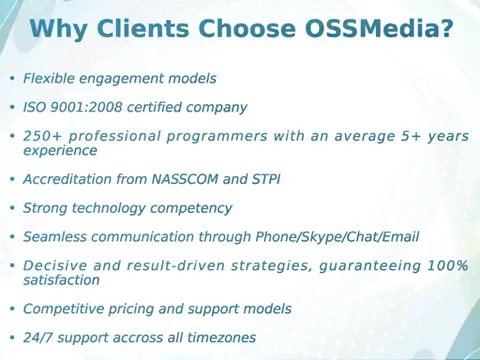 Why Clients Choose OSSMedia?
• Flexible engagement models
• ISO 9001:2008 certified company
• 250+ professional programmers with an average 5+ years
experience
• Accreditation from NASSCOM and STPI
• Strong technology competency
• Seamless communication through Phone/Skype/Chat/Email
• Decisive and result-driven strategies, guaranteeing 100%
satisfaction
• Competitive pricing and support models
• 24/7 support accross all timezones